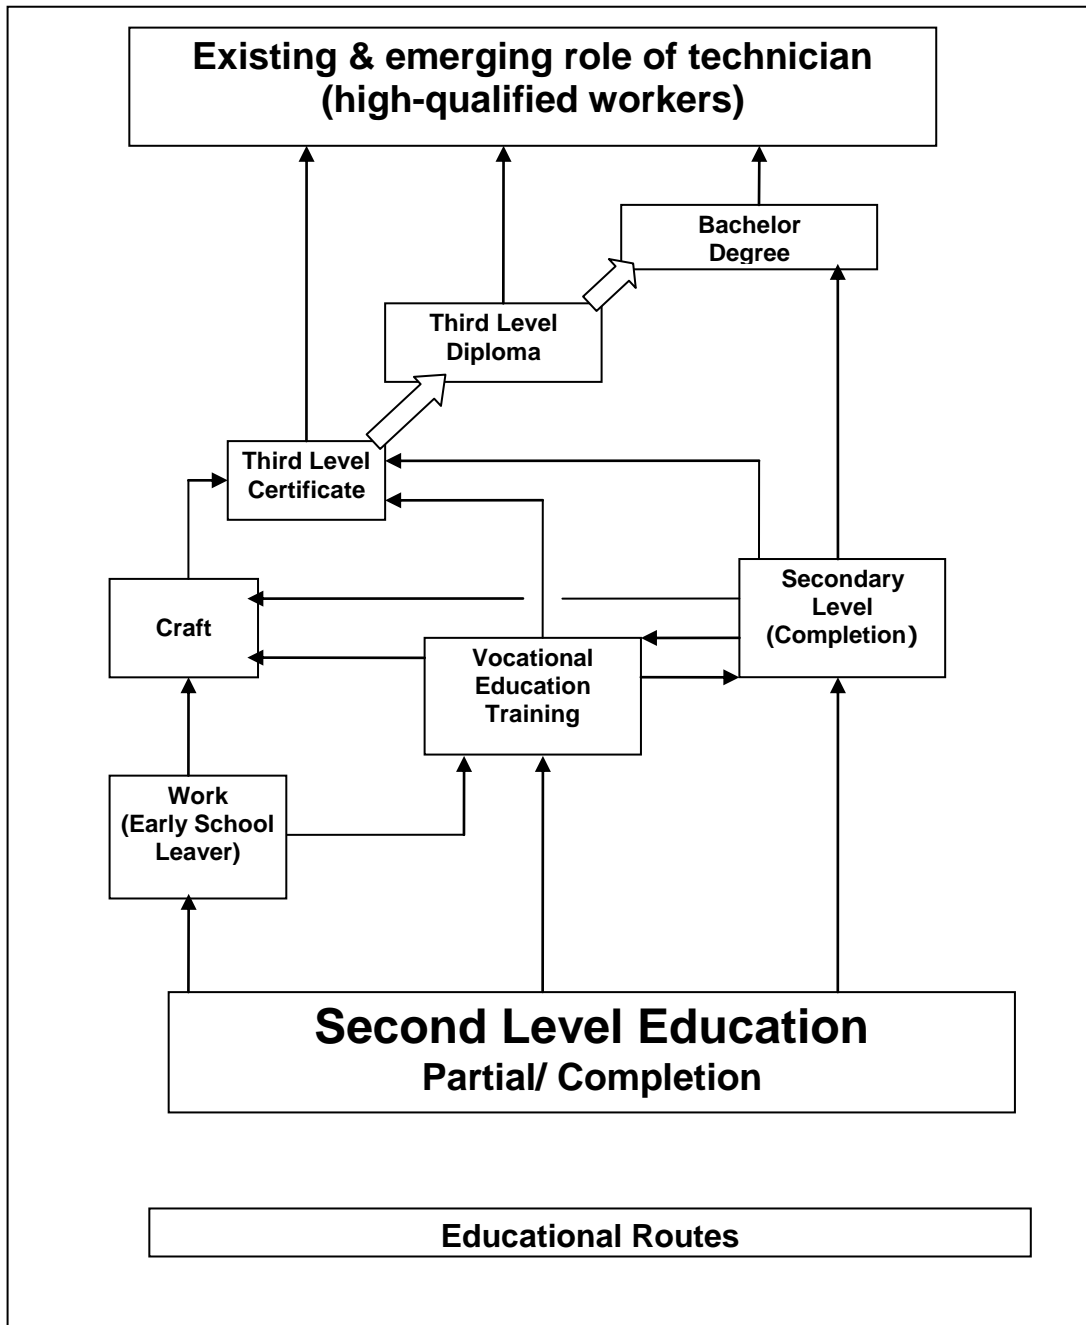 Existing & emerging role of technician
(high-qualified workers)
Bachelor
Degree
Third Level
Diploma
Third Level
Certificate
Secondary
Level
(Completion)
Craft
Vocational
Education
Training
Work
(Early School
Leaver)
Second Level Education
Partial/ Completion
Educational Routes